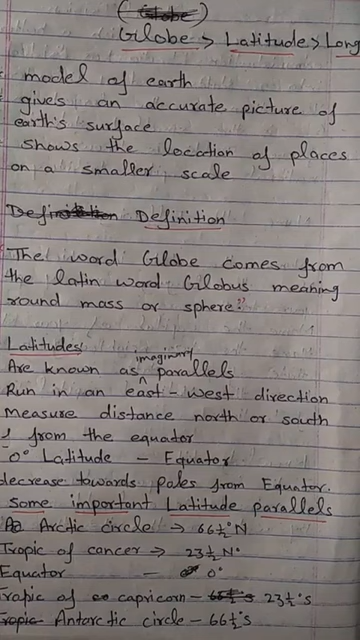 (Globe)
Globe > Latitude > Long
model of earth
gives an accurate picture of
earth's surface
shows the location of places
on a smaller scale
Definition Definition
The word Globe comes from
the latin word Globus meaning
round mass or sphere."
Latitudes
imaginary
Are known as parallels
Run in an east-west direction
Measure distance north or south
from the equator
0° Latitude - Equator
decrease towards poles from Equator.
Some important Latitude parallels
Arctic circle → 66½°N
Tropic of cancer → 23½N°
Equator - 0°
Tropic of capricorn - 66½°s 23½°s
Tropic Antarctic circle - 66½°s